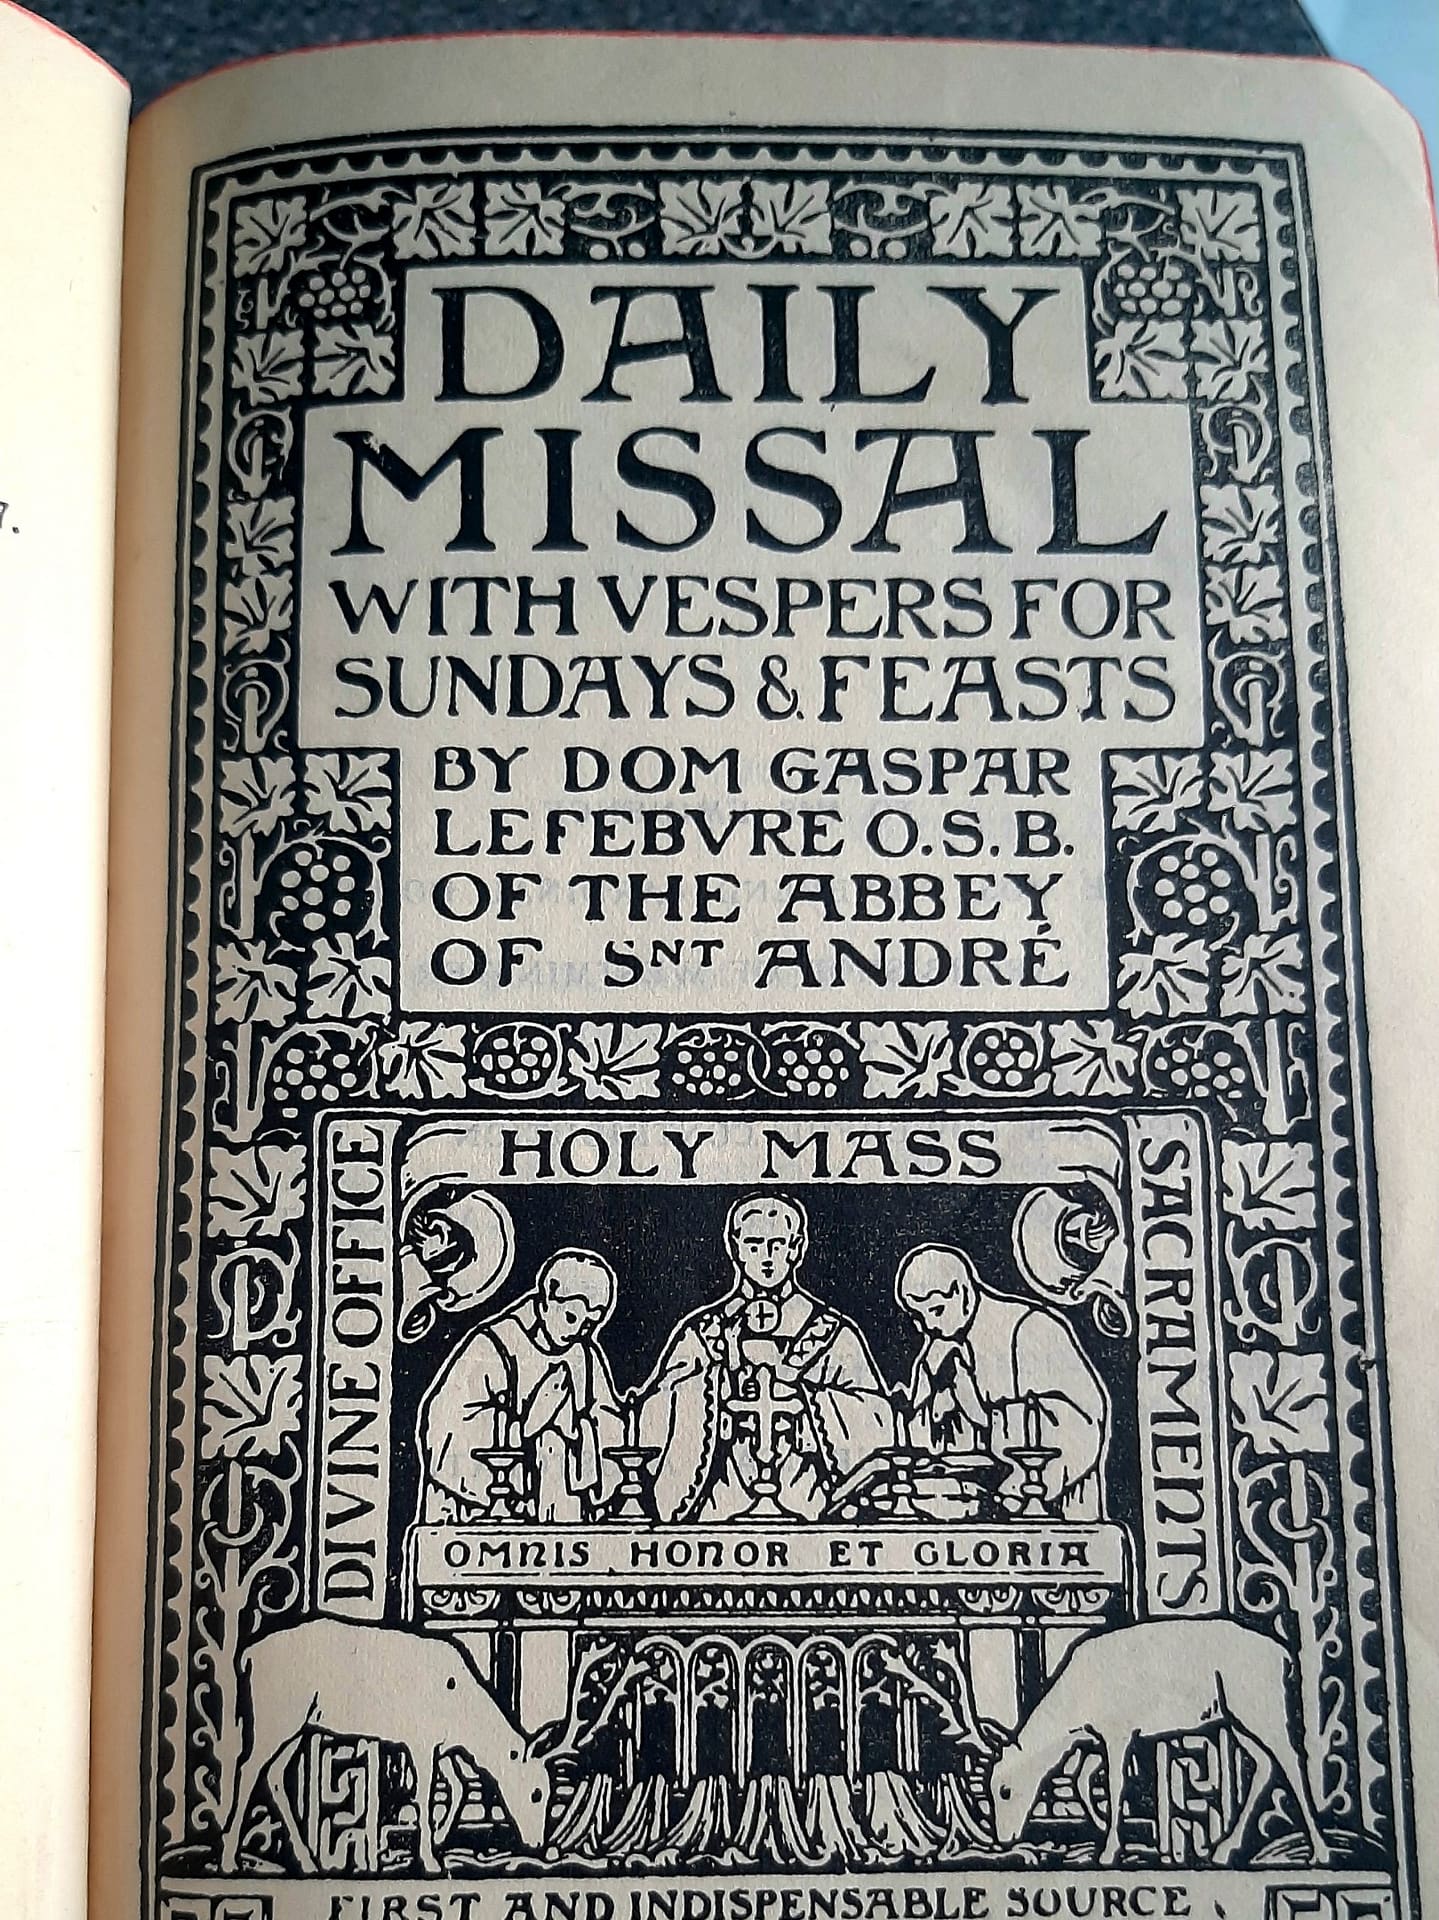 DAILY
MISSAL
WITH VESPERS FOR
SUNDAYS & FEASTS
BY DOM GASPAR
LEFEBVRE O.S.B.
OF THE ABBEY
OF SNT ANDRÉ
HOLY MASS
DIVINE OFFICE
SACRAMENTS
OMNIS HONOR ET GLORIA
FIRST AND INDISPENSABLE SOURCE